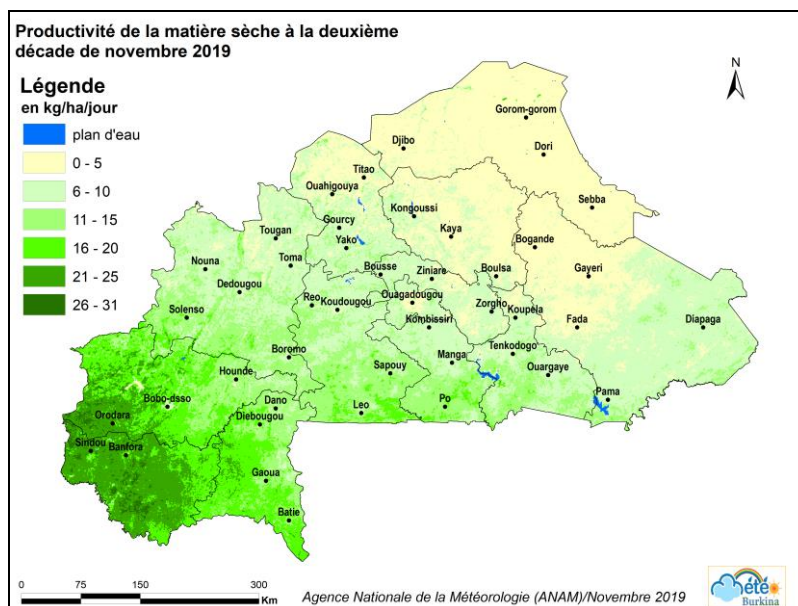 Productivité de la matière sèche à la deuxième
décade de novembre 2019
Légende
en kg/ha/jour
plan d'eau
0 - 5
6 - 10
11 - 15
16 - 20
21 - 25
26 - 31
N
Gorom-gorom
Djibo
Dori
Titao
Ouahigouya
Sebba
Kongoussi
Gourcy
Kaya
Tougan
Yako
Bogande
Toma
Nouna
Bousse
Ziniare
Boulsa
Gayeri
Dedougou
Reo
Koudougou
Ouagadougou
Zorgho
Koupela
Solenso
Kombissiri
Fada
Diapaga
Boromo
Tenkodogo
Manga
Hounde
Sapouy
Ouargaye
Pama
Bobo-dsso
Dano
Orodara
Diebougou
Leo
Po
Sindou
Banfora
Gaoua
Batie
0 75 150 300
Km
Agence Nationale de la Météorologie (ANAM)/Novembre 2019
été
Burkina